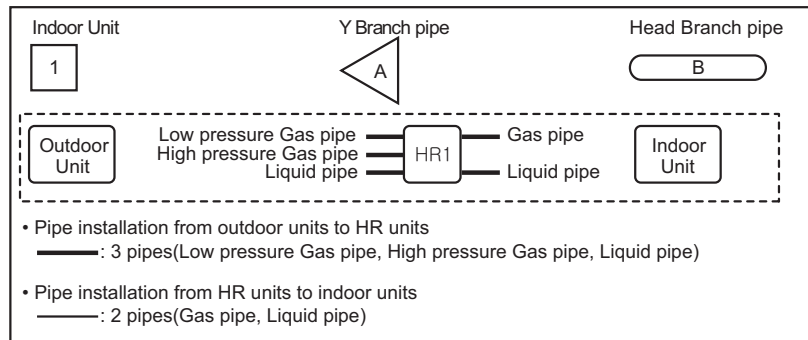 Indoor Unit Y Branch pipe Head Branch pipe
1 A B
Outdoor Unit
Low pressure Gas pipe
High pressure Gas pipe
Liquid pipe
HR1
Gas pipe
Liquid pipe
Indoor Unit
• Pipe installation from outdoor units to HR units
: 3 pipes(Low pressure Gas pipe, High pressure Gas pipe, Liquid pipe)
• Pipe installation from HR units to indoor units
: 2 pipes(Gas pipe, Liquid pipe)